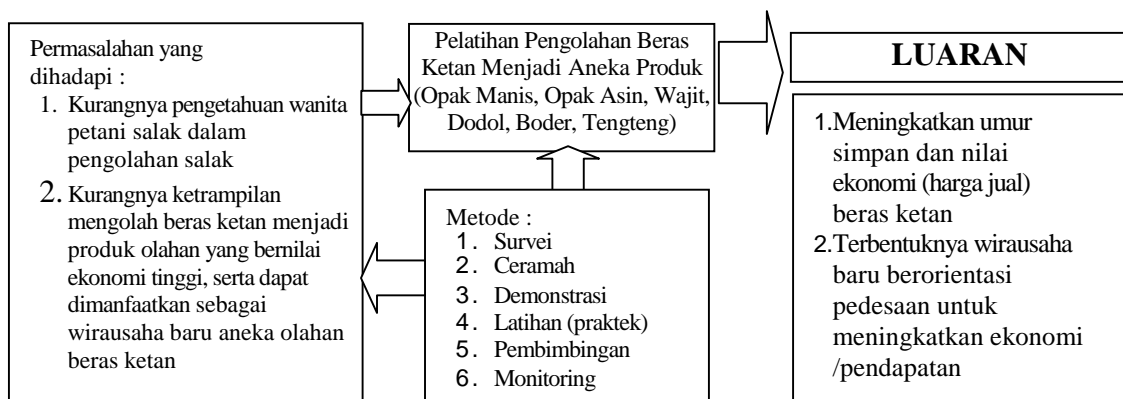 Permasalahan yang
dihadapi :
1. Kurangnya pengetahuan wanita
petani salak dalam
pengolahan salak
2. Kurangnya ketrampilan
mengolah beras ketan menjadi
produk olahan yang bernilai
ekonomi tinggi, serta dapat
dimanfaatkan sebagai
wirausaha baru aneka olahan
beras ketan
Pelatihan Pengolahan Beras
Ketan Menjadi Aneka Produk
(Opak Manis, Opak Asin, Wajit,
Dodol, Boder, Tengteng)
Metode :
1. Survei
2. Ceramah
3. Demonstrasi
4. Latihan (praktek)
5. Pembimbingan
6. Monitoring
LUARAN
1.Meningkatkan umur
simpan dan nilai
ekonomi (harga jual)
beras ketan
2.Terbentuknya wirausaha
baru berorientasi
pedesaan untuk
meningkatkan ekonomi
/pendapatan